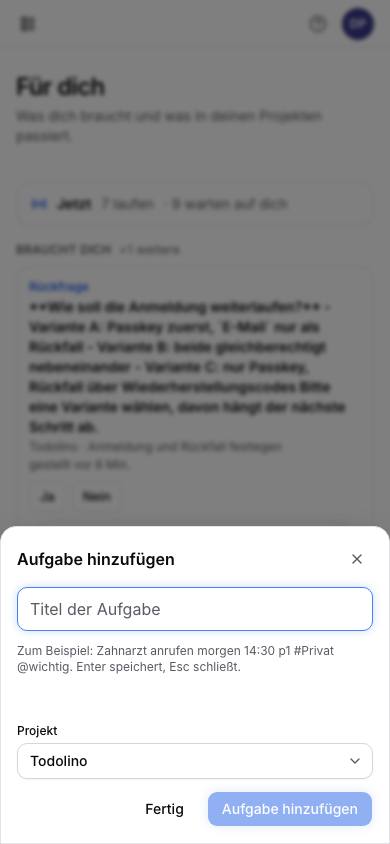 DP
Für dich
Was dich braucht und was in deinen Projekten
passiert.
Jetzt 7 laufen · 9 warten auf dich
BRAUCHT DICH +1 weitere
Rückfrage
**Wie soll die Anmeldung weiterlaufen?** -
Variante A: Passkey zuerst, `E-Mail` nur als
Rückfall - Variante B: beide gleichberechtigt
nebeneinander - Variante C: nur Passkey,
Rückfall über Wiederherstellungscodes Bitte
eine Variante wählen, davon hängt der nächste
Schritt ab.
Todolino · Anmeldung und Rückfall festlegen
gestellt vor 8 Min.
Ja Nein
Aufgabe hinzufügen
Titel der Aufgabe
Zum Beispiel: Zahnarzt anrufen morgen 14:30 p1 #Privat
@wichtig. Enter speichert, Esc schließt.
Projekt
Todolino
Fertig Aufgabe hinzufügen